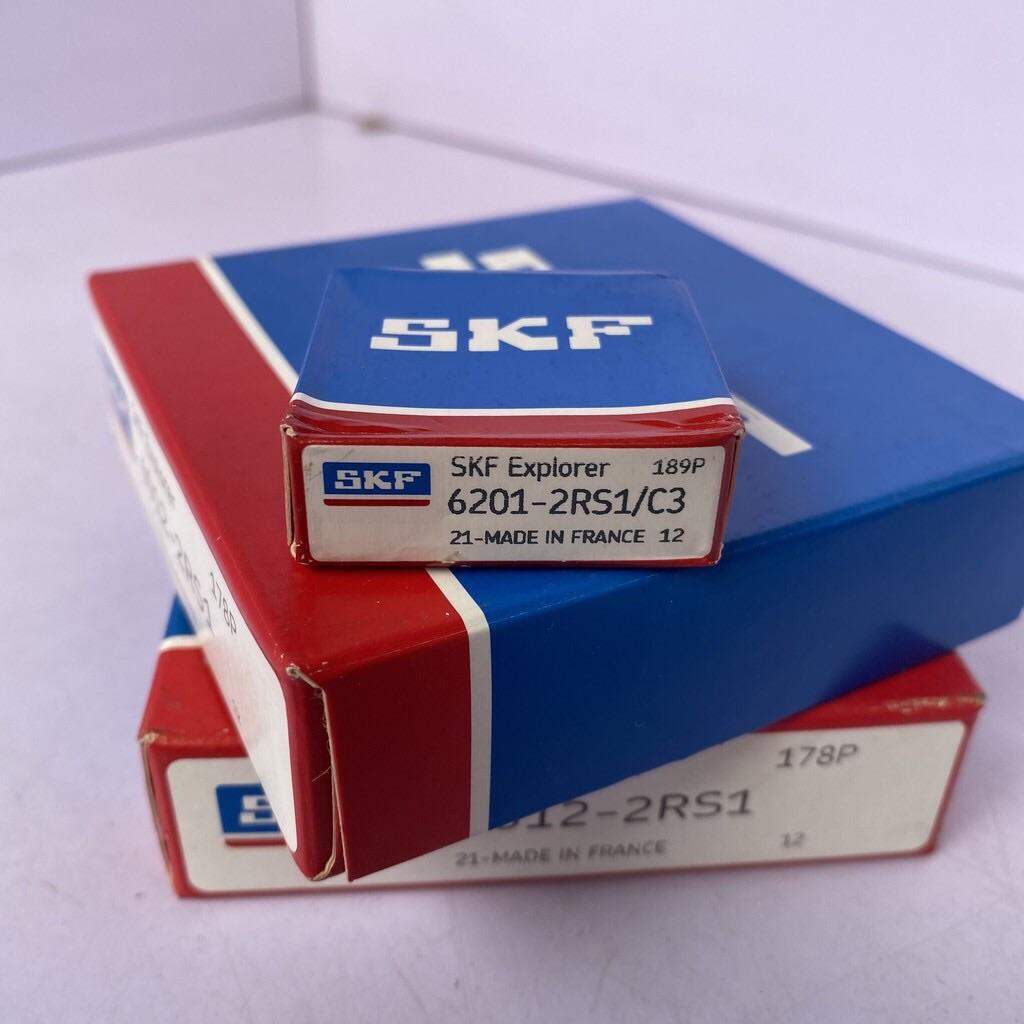 SKF
SKF
SKF Explorer 189P
6201-2RS1/C3
21-MADE IN FRANCE 12
178P
178P
12-2RS1
21-MADE IN FRANCE 12